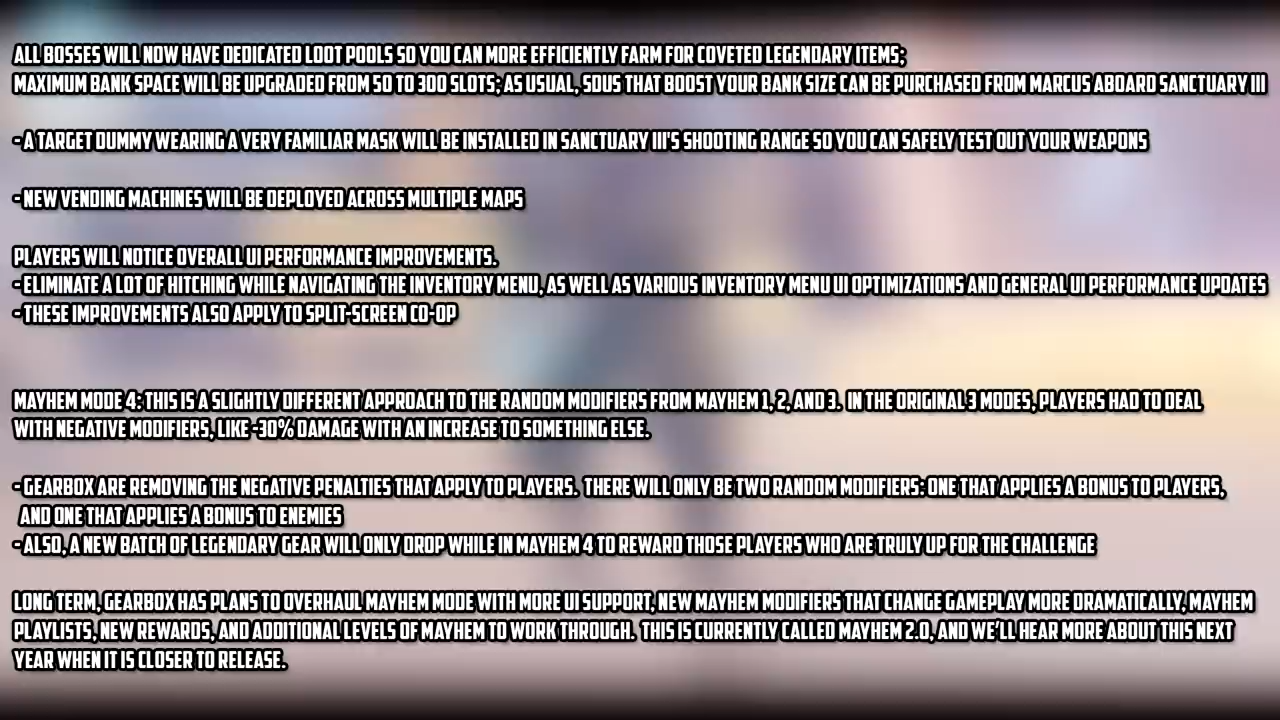 ALL BOSSES WILL NOW HAVE DEDICATED LOOT POOLS SO YOU CAN MORE EFFICIENTLY FARM FOR COVETED LEGENDARY ITEMS;
MAXIMUM BANK SPACE WILL BE UPGRADED FROM 50 TO 300 SLOTS; AS USUAL, SDUS THAT BOOST YOUR BANK SIZE CAN BE PURCHASED FROM MARCUS ABOARD SANCTUARY III
- A TARGET DUMMY WEARING A VERY FAMILIAR MASK WILL BE INSTALLED IN SANCTUARY III'S SHOOTING RANGE SO YOU CAN SAFELY TEST OUT YOUR WEAPONS
- NEW VENDING MACHINES WILL BE DEPLOYED ACROSS MULTIPLE MAPS
PLAYERS WILL NOTICE OVERALL UI PERFORMANCE IMPROVEMENTS.
- ELIMINATE A LOT OF HITCHING WHILE NAVIGATING THE INVENTORY MENU, AS WELL AS VARIOUS INVENTORY MENU UI OPTIMIZATIONS AND GENERAL UI PERFORMANCE UPDATES
- THESE IMPROVEMENTS ALSO APPLY TO SPLIT-SCREEN CO-OP
MAYHEM MODE 4: THIS IS A SLIGHTLY DIFFERENT APPROACH TO THE RANDOM MODIFIERS FROM MAYHEM 1, 2, AND 3. IN THE ORIGINAL 3 MODES, PLAYERS HAD TO DEAL
WITH NEGATIVE MODIFIERS, LIKE -30% DAMAGE WITH AN INCREASE TO SOMETHING ELSE.
- GEARBOX ARE REMOVING THE NEGATIVE PENALTIES THAT APPLY TO PLAYERS. THERE WILL ONLY BE TWO RANDOM MODIFIERS: ONE THAT APPLIES A BONUS TO PLAYERS,
AND ONE THAT APPLIES A BONUS TO ENEMIES
- ALSO, A NEW BATCH OF LEGENDARY GEAR WILL ONLY DROP WHILE IN MAYHEM 4 TO REWARD THOSE PLAYERS WHO ARE TRULY UP FOR THE CHALLENGE
LONG TERM, GEARBOX HAS PLANS TO OVERHAUL MAYHEM MODE WITH MORE UI SUPPORT, NEW MAYHEM MODIFIERS THAT CHANGE GAMEPLAY MORE DRAMATICALLY, MAYHEM
PLAYLISTS, NEW REWARDS, AND ADDITIONAL LEVELS OF MAYHEM TO WORK THROUGH. THIS IS CURRENTLY CALLED MAYHEM 2.0, AND WE'LL HEAR MORE ABOUT THIS NEXT
YEAR WHEN IT IS CLOSER TO RELEASE.